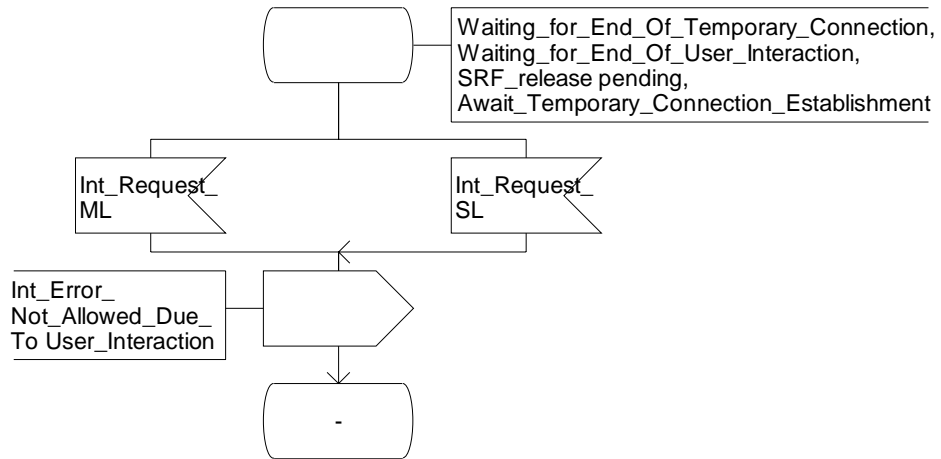 Waiting_for_End_Of_Temporary_Connection,
Waiting_for_End_Of_User_Interaction,
SRF_release pending,
Await_Temporary_Connection_Establishment
Int_Request_
ML
Int_Request_
SL
Int_Error_
Not_Allowed_Due_
To User_Interaction
-